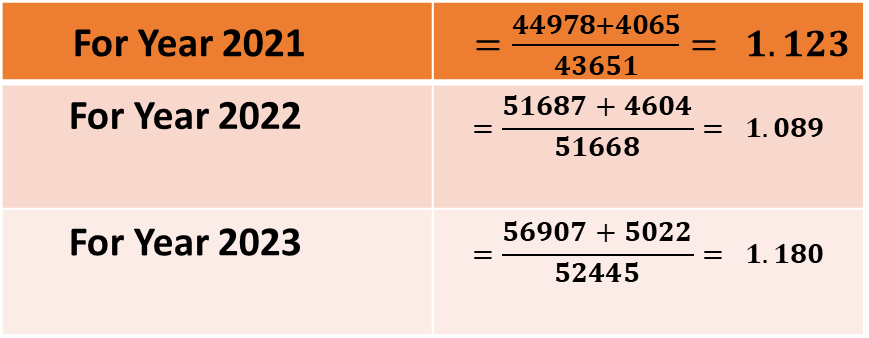 For Year 2021 = 44978+4065 / 43651 = 1.123
For Year 2022 = 51687 + 4604 / 51668 = 1.089
For Year 2023 = 56907 + 5022 / 52445 = 1.180